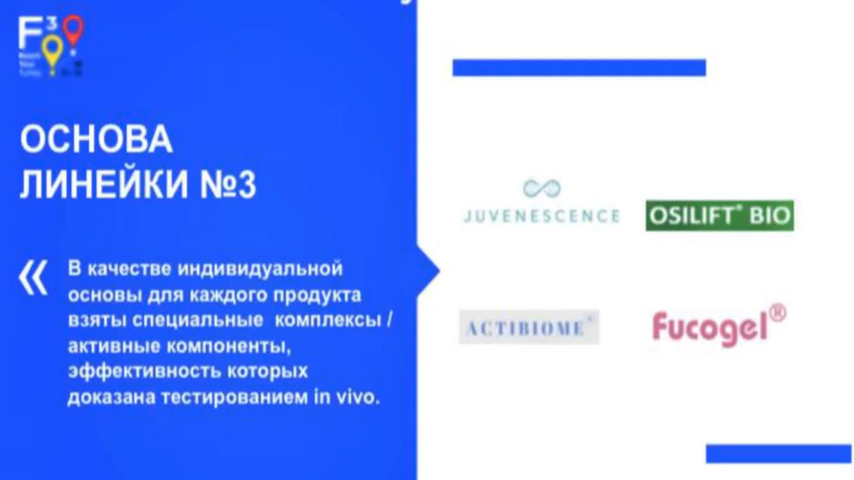 F³
ОСНОВА
ЛИНЕЙКИ №3
«
В качестве индивидуальной
основы для каждого продукта
взяты специальные комплексы /
активные компоненты,
эффективность которых
доказана тестированием in vivo.
JUVENESCENCE
OSILIFT® BIO
ACTIBIOME®
Fucogel®